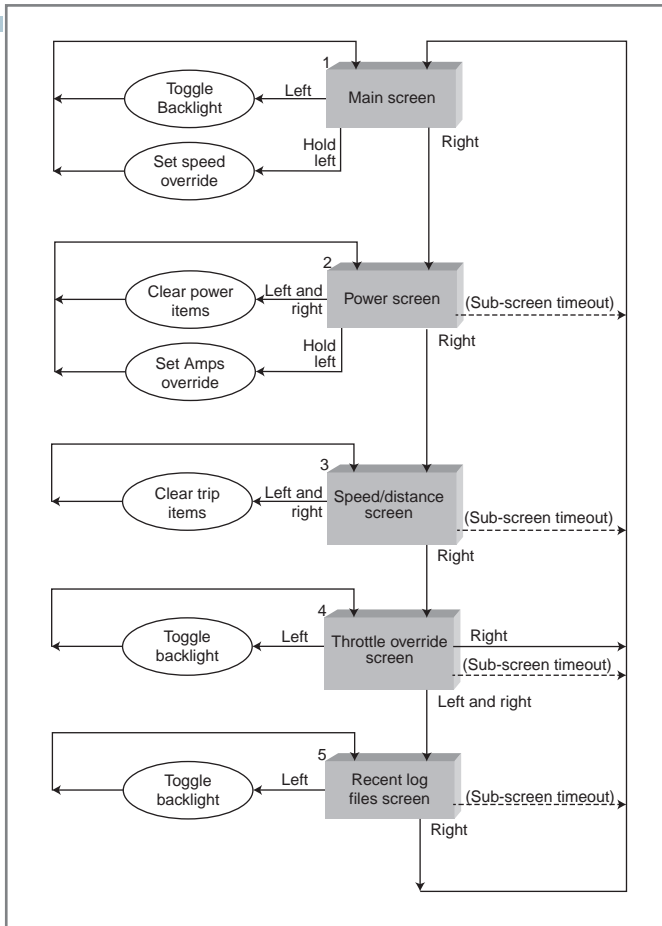 1
Main screen
Toggle
Backlight
Left
Hold
left
Set speed
override
Right
2
Power screen
Clear power
items
Left and
right
(Sub-screen timeout)
Hold
left
Set Amps
override
Right
3
Speed/distance
screen
Clear trip
items
Left and
right
(Sub-screen timeout)
Right
4
Throttle override
screen
Toggle
backlight
Left
Right
(Sub-screen timeout)
Left and right
5
Recent log
files screen
Toggle
backlight
Left
(Sub-screen timeout)
Right